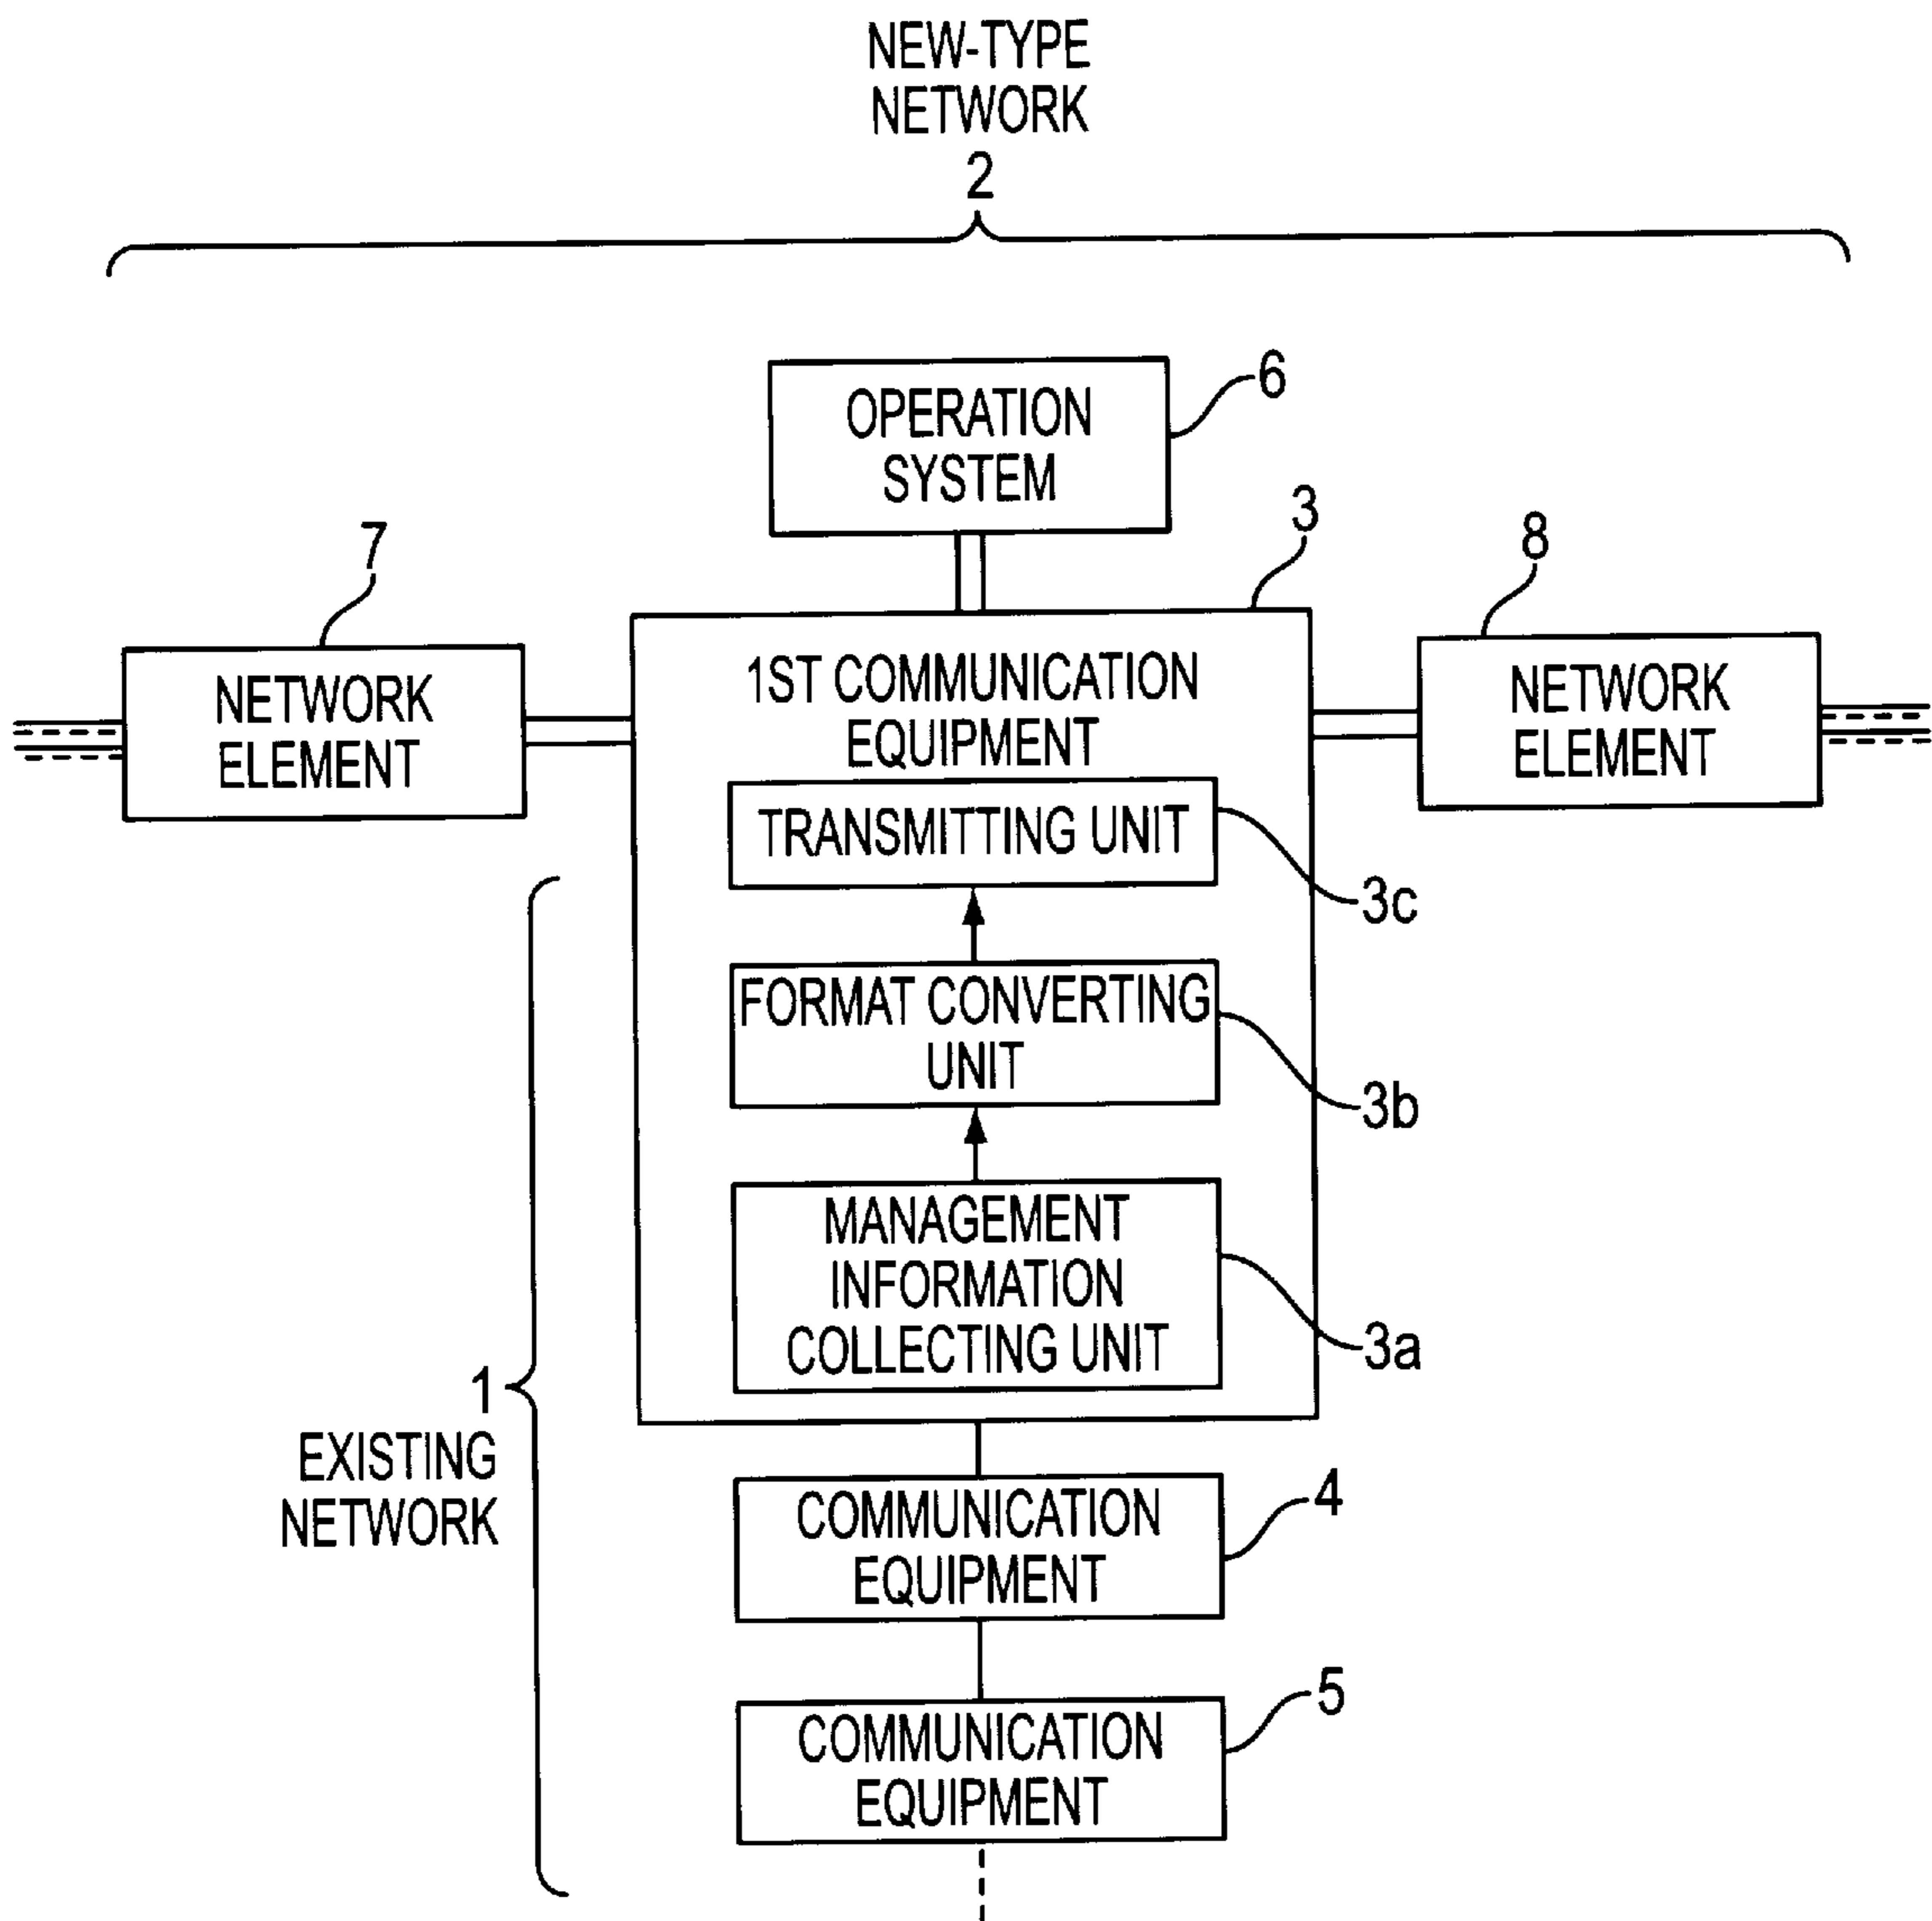 NEW-TYPE
NETWORK
2
OPERATION
SYSTEM
6
3
7
8
NETWORK
ELEMENT
1ST COMMUNICATION
EQUIPMENT
NETWORK
ELEMENT
TRANSMITTING UNIT
3c
FORMAT CONVERTING
UNIT
3b
MANAGEMENT
INFORMATION
COLLECTING UNIT
3a
1
EXISTING
NETWORK
COMMUNICATION
EQUIPMENT
4
COMMUNICATION
EQUIPMENT
5